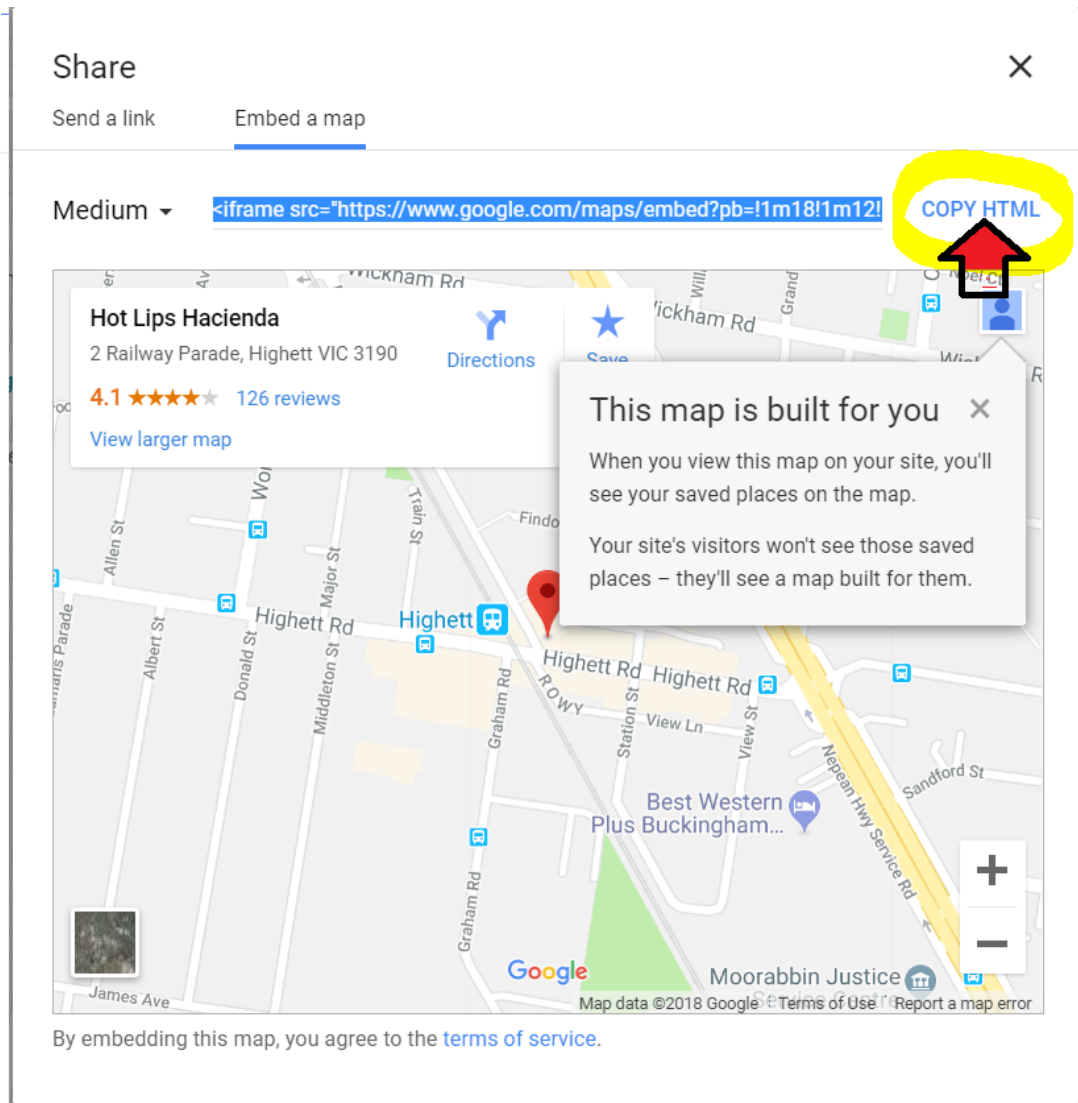 Share
Send a link
Embed a map
Medium
<iframe src="https://www.google.com/maps/embed?pb=!1m18!1m12!
COPY HTML
Wickham Rd
Noel Ct
Grand
Hot Lips Hacienda
2 Railway Parade, Highett VIC 3190
4.1
126 reviews
View larger map
Directions
Save
Wickham Rd
This map is built for you
When you view this map on your site, you'll
see your saved places on the map.
Your site's visitors won't see those saved
places – they'll see a map built for them.
Train St
Findo
Allen St
Major St
Highett Rd
Highett
Albert St
Donald St
Middleton St
Graham Rd
Highett Rd
Highett Rd
ROWY
Station St
View Ln
View St
Nepean Hwy Service Rd
Sandford St
Best Western
Plus Buckingham...
Graham Rd
James Ave
Google
Moorabbin Justice
Service Centre
Map data ©2018 Google
Terms of Use
Report a map error
By embedding this map, you agree to the terms of service.